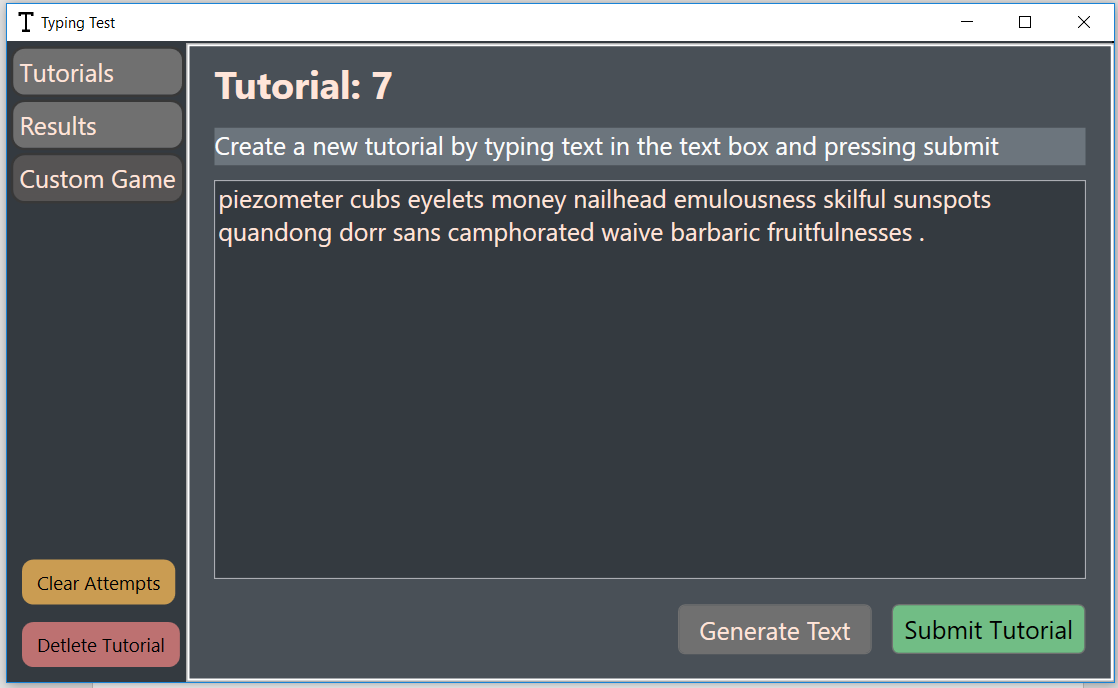 Typing Test
Tutorials
Results
Custom Game
Clear Attempts
Detlete Tutorial
Tutorial: 7
Create a new tutorial by typing text in the text box and pressing submit
piezometer cubs eyelets money nailhead emulousness skilful sunspots
quandong dorr sans camphorated waive barbaric fruitfulnesses .
Generate Text
Submit Tutorial